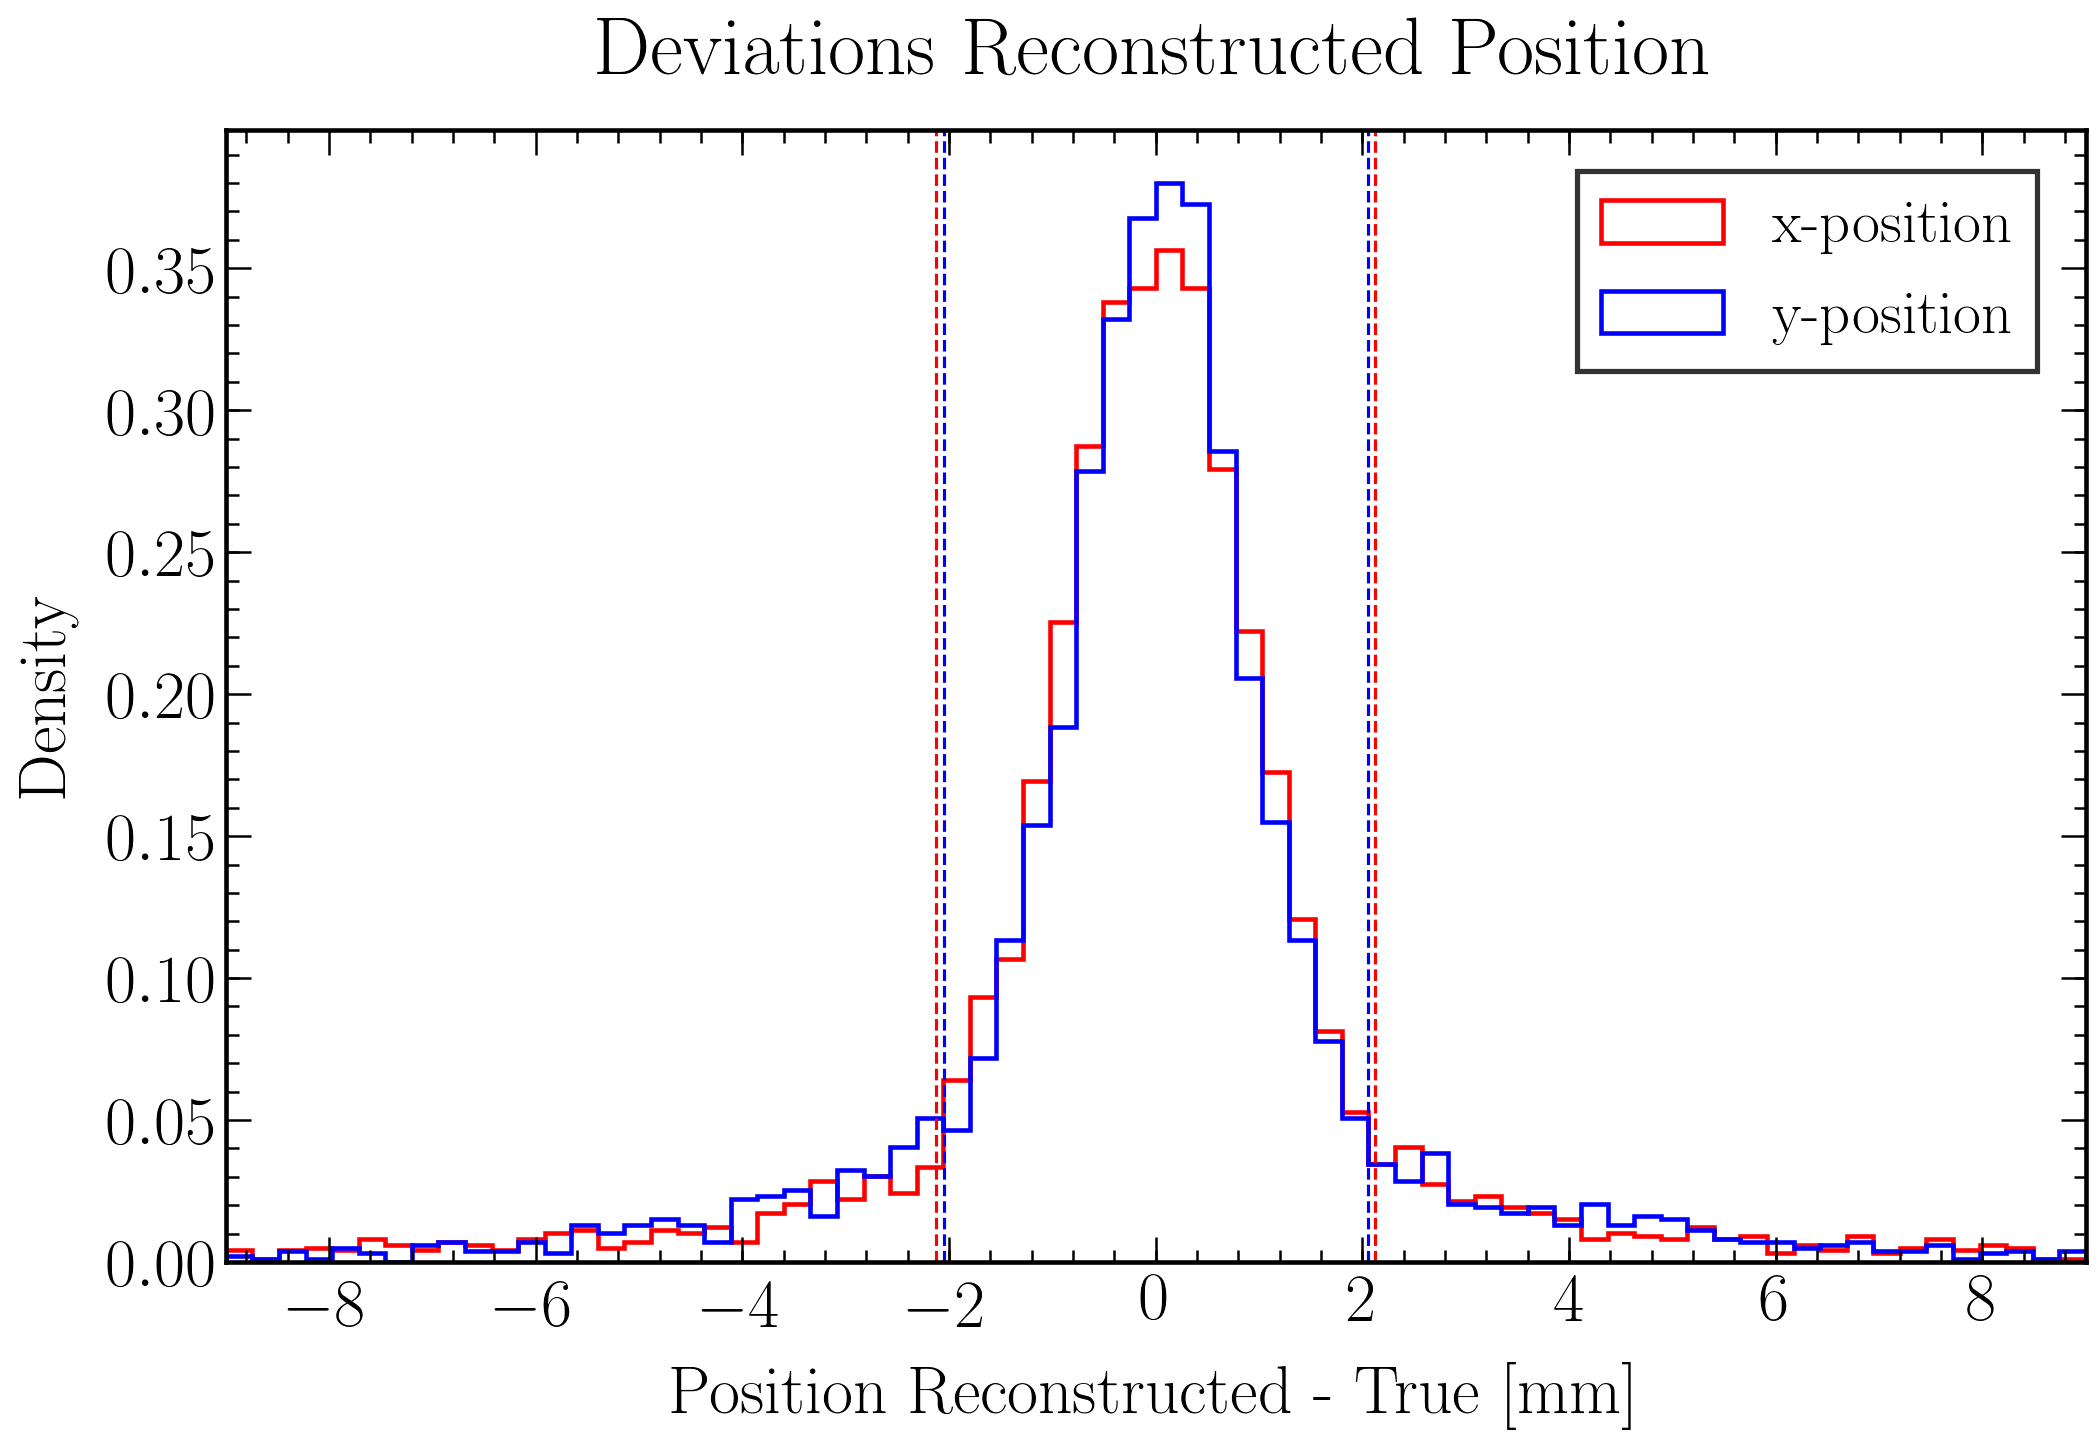 Deviations Reconstructed Position
x-position
y-position
Density
0.35
0.30
0.25
0.20
0.15
0.10
0.05
0.00
−8 −6 −4 −2 0 2 4 6 8
Position Reconstructed - True [mm]